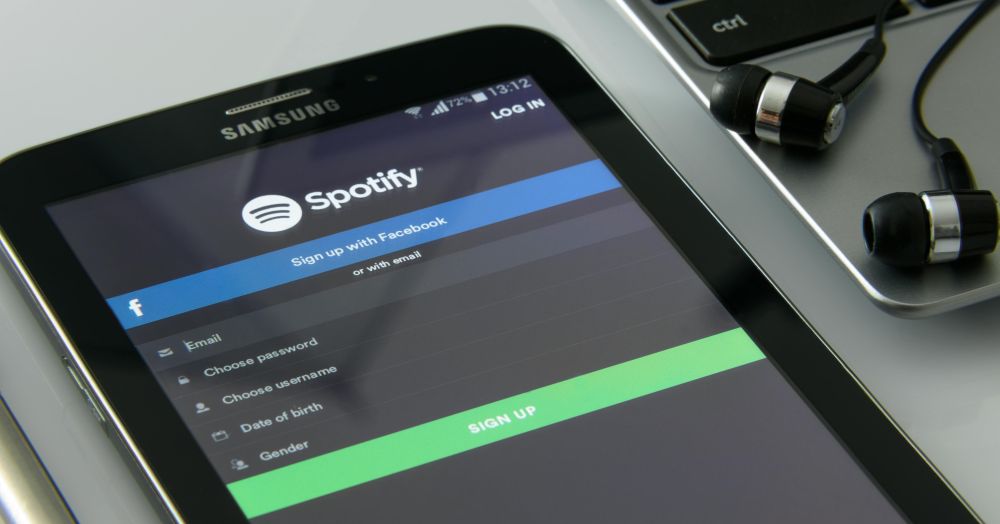 ctrl
SAMSUNG
72% 13:12
LOG IN
Spotify
Sign up with Facebook
f
or with email
Email
Choose password
Choose username
Date of birth
Gender
SIGN UP